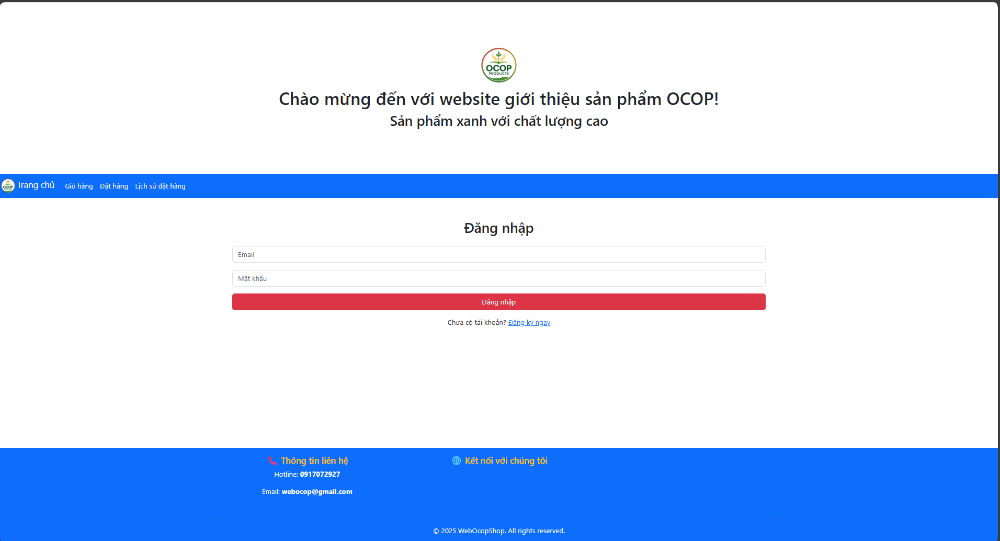 OCOP
PRODUCTS
Chào mừng đến với website giới thiệu sản phẩm OCOP!
Sản phẩm xanh với chất lượng cao
OCOP Trang chủ Giỏ hàng Đặt hàng Lịch sử đặt hàng
Đăng nhập
Email
Mật khẩu
Đăng nhập
Chưa có tài khoản? Đăng ký ngay
Thông tin liên hệ
Hotline: 0917072927
Email: webocop@gmail.com
Kết nối với chúng tôi
© 2025 WebOcopShop. All rights reserved.